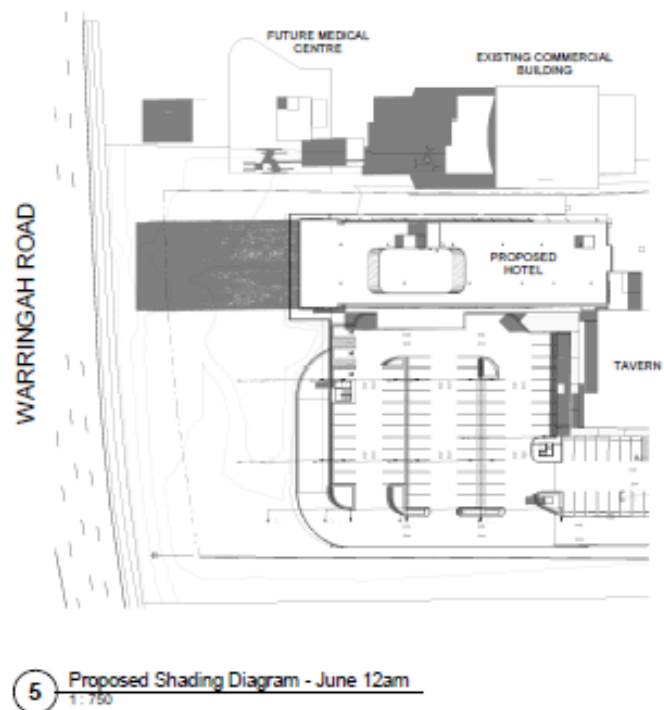 FUTURE MEDICAL
CENTRE
EXISTING COMMERCIAL
BUILDING
WARRINGAH ROAD
PROPOSED
HOTEL
TAVERN
5
Proposed Shading Diagram - June 12am
1 : 750